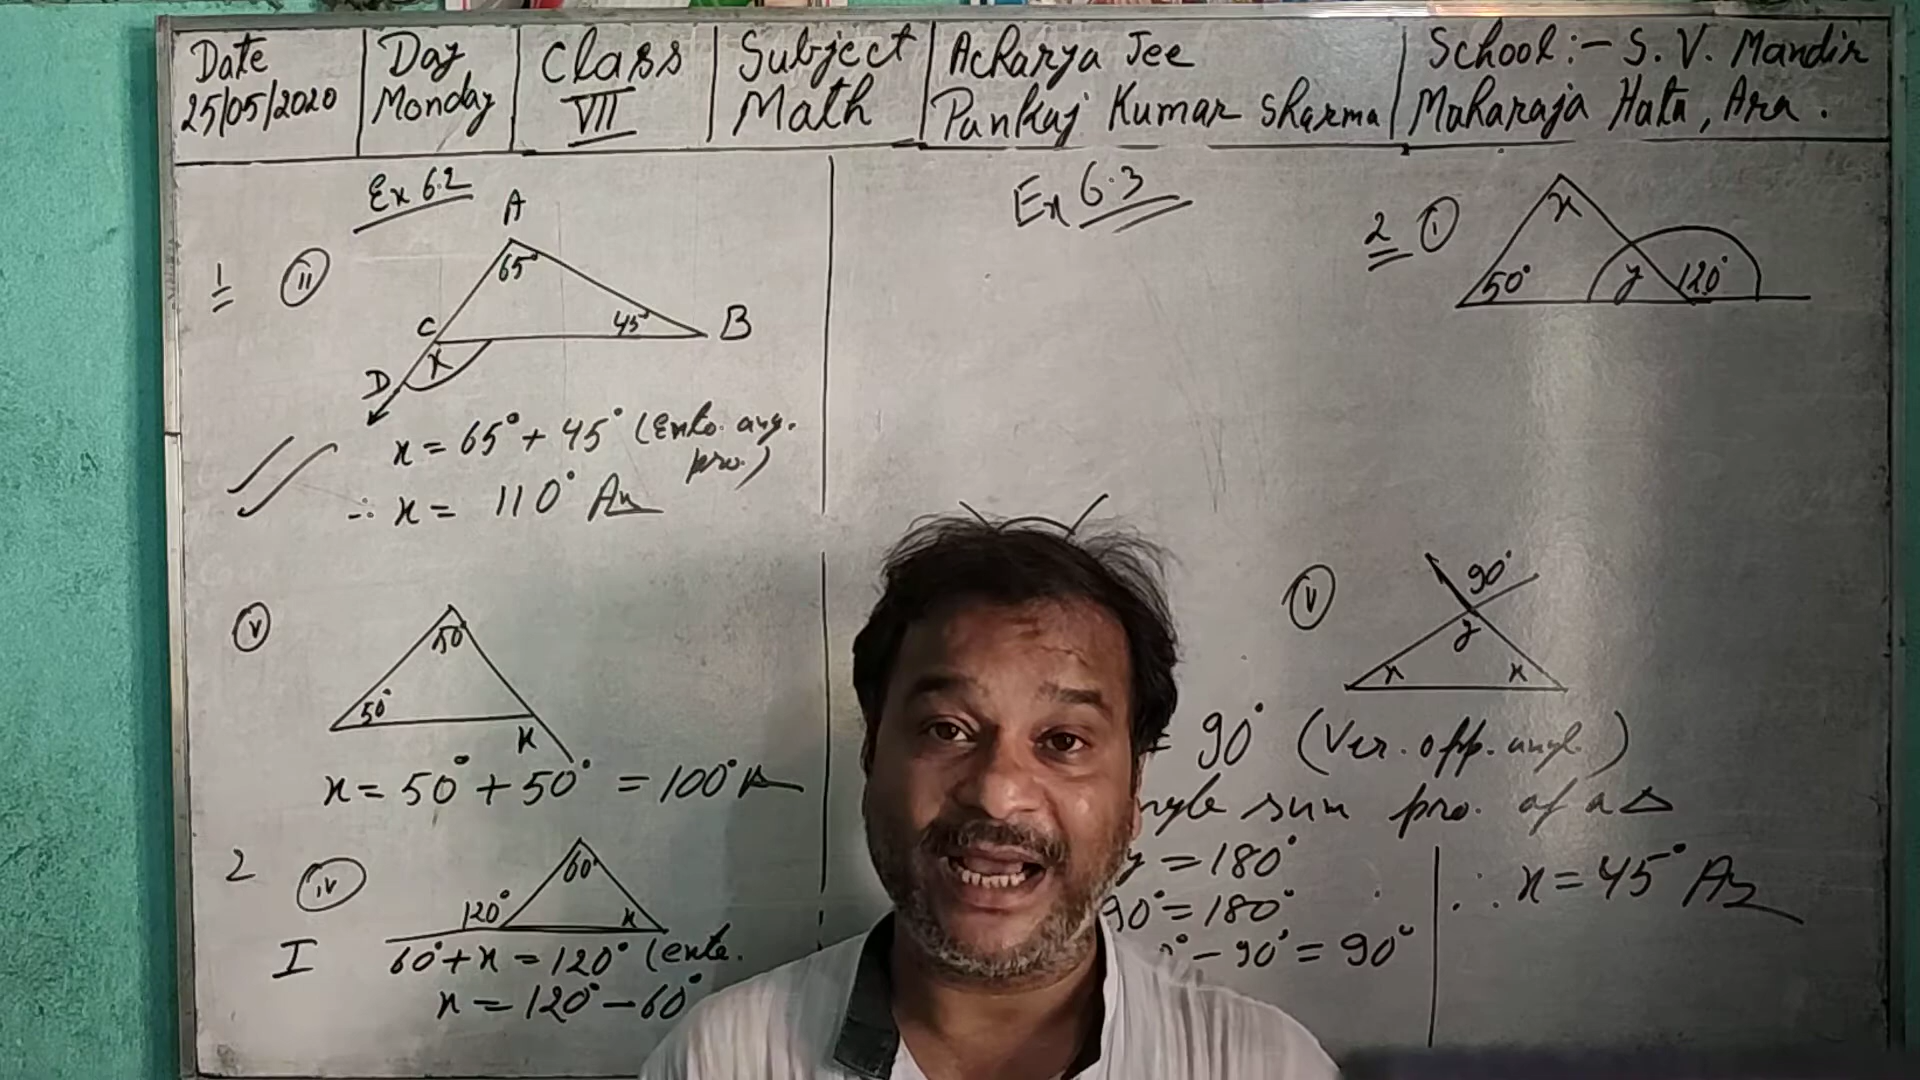 Date
25/05/2020
Day
Monday
Class
VII
Subject
Math
Acharya Jee
Pankaj Kumar Sharma
School:- S. V. Mandir
Maharaja Hata, Ara.
Ex 6.2
1 (ii)
A
65°
C
45°
B
D
x
x = 65° + 45° (Exte. ang.
pro.)
∴ x = 110° An
(v)
50°
50°
x
x = 50° + 50° = 100° An
2 (iv)
60°
120°
x
I
60° + x = 120° (exte.
x = 120° - 60°
Ex 6.3
2 (i)
x
50°
y
120°
(v)
90°
y
x
x
= 90° (Ver. opp. angl.)
sum pro. of a △
y = 180°
90° = 180°
- 90° = 90°
∴ x = 45° An